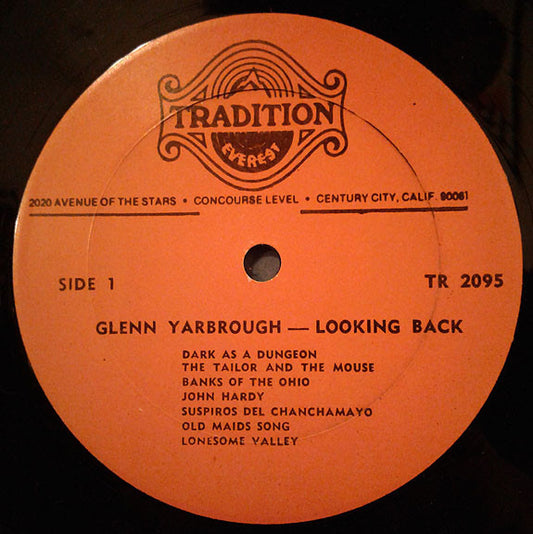 TRADITION
EVEREST
2020 AVENUE OF THE STARS • CONCOURSE LEVEL • CENTURY CITY, CALIF. 90061
SIDE 1
TR 2095
GLENN YARBROUGH — LOOKING BACK
DARK AS A DUNGEON
THE TAILOR AND THE MOUSE
BANKS OF THE OHIO
JOHN HARDY
SUSPIROS DEL CHANCHAMAYO
OLD MAIDS SONG
LONESOME VALLEY